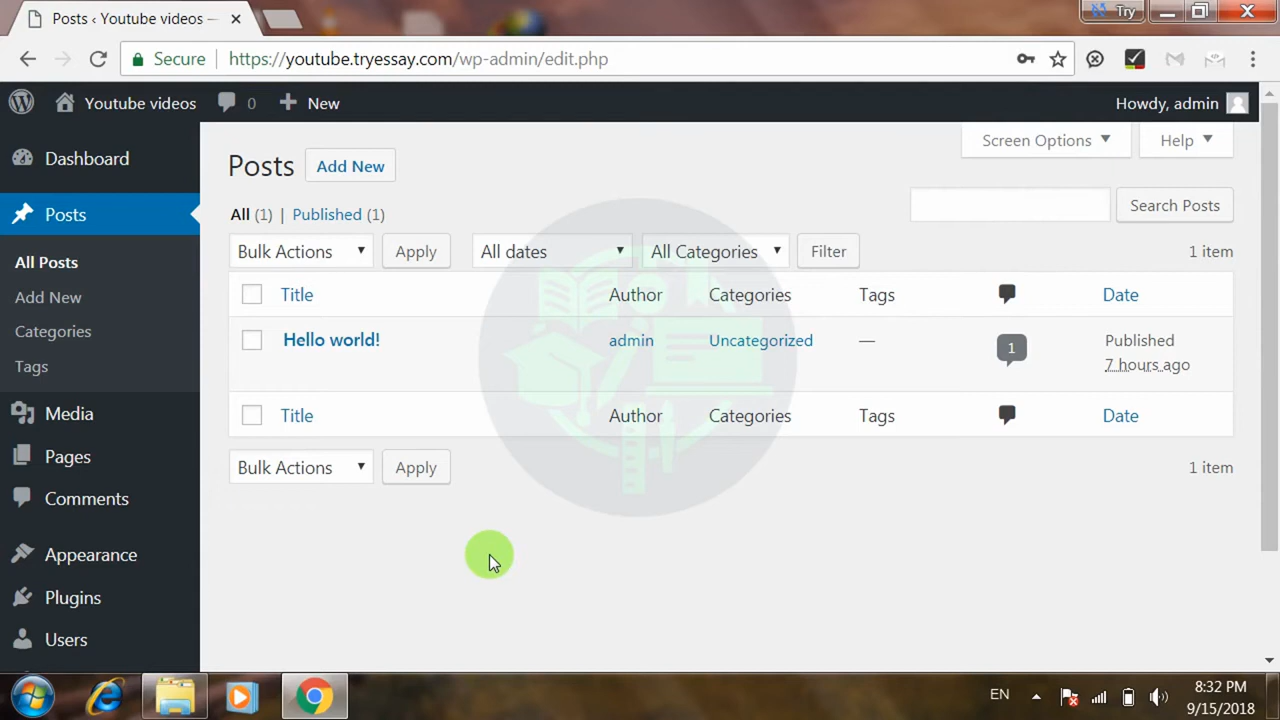 Posts ‹ Youtube videos —
Try
Secure
https://youtube.tryessay.com/wp-admin/edit.php
Youtube videos
0
New
Howdy, admin
Dashboard
Posts
All Posts
Add New
Categories
Tags
Media
Pages
Comments
Appearance
Plugins
Users
Screen Options
Help
Posts Add New
All (1) | Published (1)
Search Posts
Bulk Actions Apply All dates All Categories Filter 1 item
Title Author Categories Tags Date
Hello world! admin Uncategorized — 1 Published
7 hours ago
Title Author Categories Tags Date
Bulk Actions Apply 1 item
EN
8:32 PM
9/15/2018